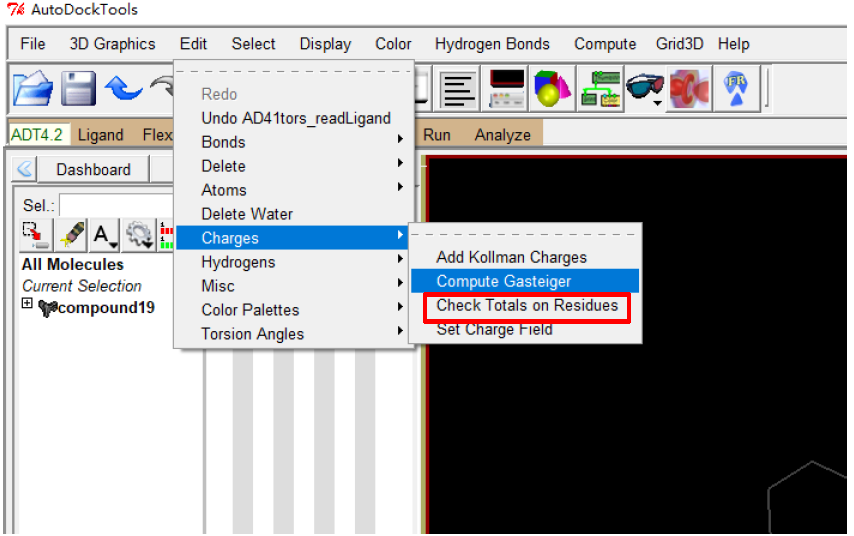 AutoDockTools
File 3D Graphics Edit Select Display Color Hydrogen Bonds Compute Grid3D Help
ADT4.2 Ligand Flex Run Analyze
Dashboard
Sel.:
All Molecules
Current Selection
compound19
Redo
Undo AD41tors_readLigand
Bonds
Delete
Atoms
Delete Water
Charges
Hydrogens
Misc
Color Palettes
Torsion Angles
Add Kollman Charges
Compute Gasteiger
Check Totals on Residues
Set Charge Field